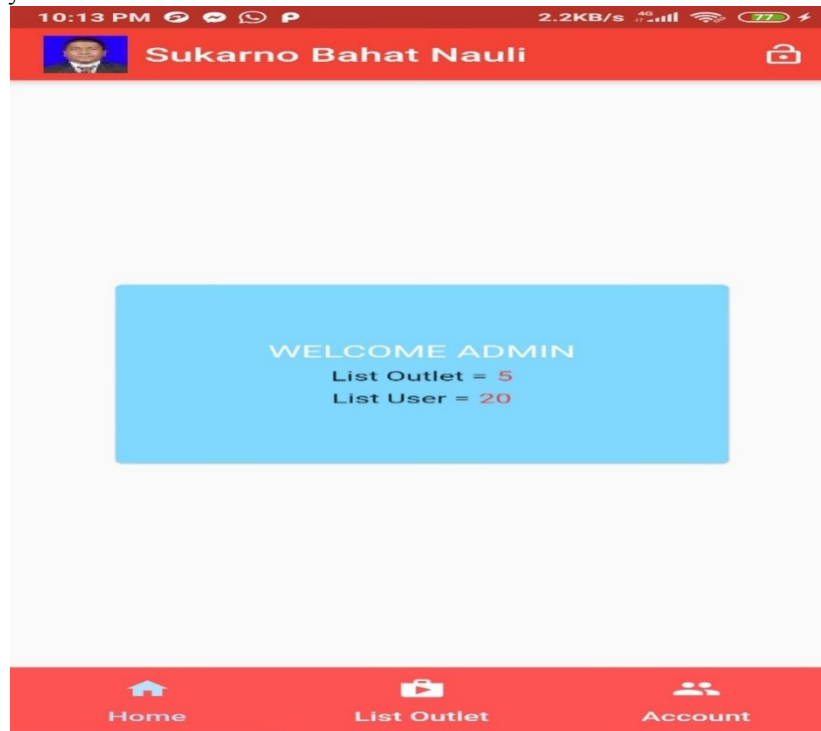 y
10:13 PM P 2.2KB/s 4G 77
Sukarno Bahat Nauli
WELCOME ADMIN
List Outlet = 5
List User = 20
Home List Outlet Account